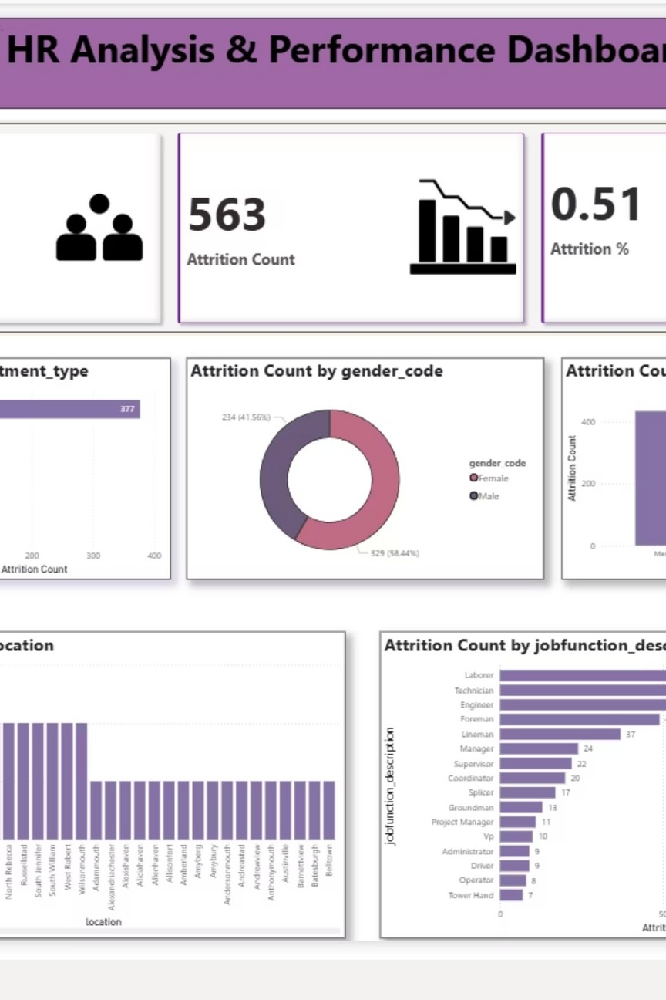 HR Analysis & Performance Dashboar
563
Attrition Count
0.51
Attrition %
tment_type
377
200
300
400
Attrition Count
Attrition Count by gender_code
234 (41.56%)
329 (58.44%)
gender_code
Female
Male
Attrition Cou
Attrition Count
400
200
0
Me
ocation
North Rebecca
Russellstad
South Jennifer
South William
West Robert
Wilsonmouth
Adammouth
Alexandriachester
Alexishaven
Aliciahaven
Allenhaven
Allisonfort
Amberland
Amyberg
Amybury
Andersonmouth
Andreastad
Andrewview
Anthonymouth
Austinville
Barnettview
Batesburgh
Belltown
location
Attrition Count by jobfunction_desc
jobfunction_description
Laborer
Technician
Engineer
Foreman
Lineman 37
Manager 24
Supervisor 22
Coordinator 20
Splicer 17
Groundman 13
Project Manager 11
Vp 10
Administrator 9
Driver 9
Operator 8
Tower Hand 7
0
50
Attrit